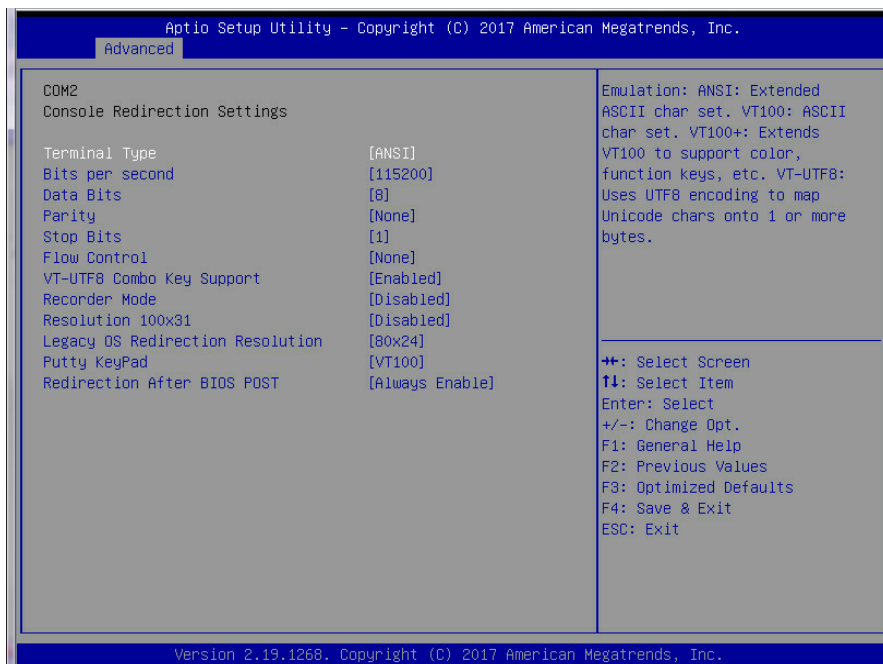 Aptio Setup Utility – Copyright (C) 2017 American Megatrends, Inc.
Advanced
COM2
Console Redirection Settings
Terminal Type [ANSI]
Bits per second [115200]
Data Bits [8]
Parity [None]
Stop Bits [1]
Flow Control [None]
VT-UTF8 Combo Key Support [Enabled]
Recorder Mode [Disabled]
Resolution 100x31 [Disabled]
Legacy OS Redirection Resolution [80x24]
Putty KeyPad [VT100]
Redirection After BIOS POST [Always Enable]
Emulation: ANSI: Extended
ASCII char set. VT100: ASCII
char set. VT100+: Extends
VT100 to support color,
function keys, etc. VT-UTF8:
Uses UTF8 encoding to map
Unicode chars onto 1 or more
bytes.
→←: Select Screen
↑↓: Select Item
Enter: Select
+/-: Change Opt.
F1: General Help
F2: Previous Values
F3: Optimized Defaults
F4: Save & Exit
ESC: Exit
Version 2.19.1268. Copyright (C) 2017 American Megatrends, Inc.